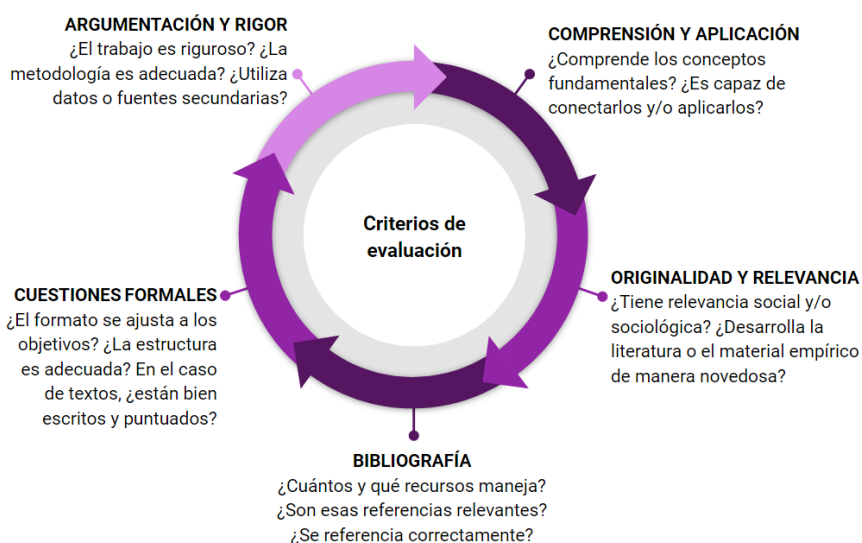 ARGUMENTACIÓN Y RIGOR
¿El trabajo es riguroso? ¿La
metodología es adecuada? ¿Utiliza
datos o fuentes secundarias?
COMPRENSIÓN Y APLICACIÓN
¿Comprende los conceptos
fundamentales? ¿Es capaz de
conectarlos y/o aplicarlos?
Criterios de
evaluación
ORIGINALIDAD Y RELEVANCIA
¿Tiene relevancia social y/o
sociológica? ¿Desarrolla la
literatura o el material empírico
de manera novedosa?
CUESTIONES FORMALES
¿El formato se ajusta a los
objetivos? ¿La estructura
es adecuada? En el caso
de textos, ¿están bien
escritos y puntuados?
BIBLIOGRAFÍA
¿Cuántos y qué recursos maneja?
¿Son esas referencias relevantes?
¿Se referencia correctamente?